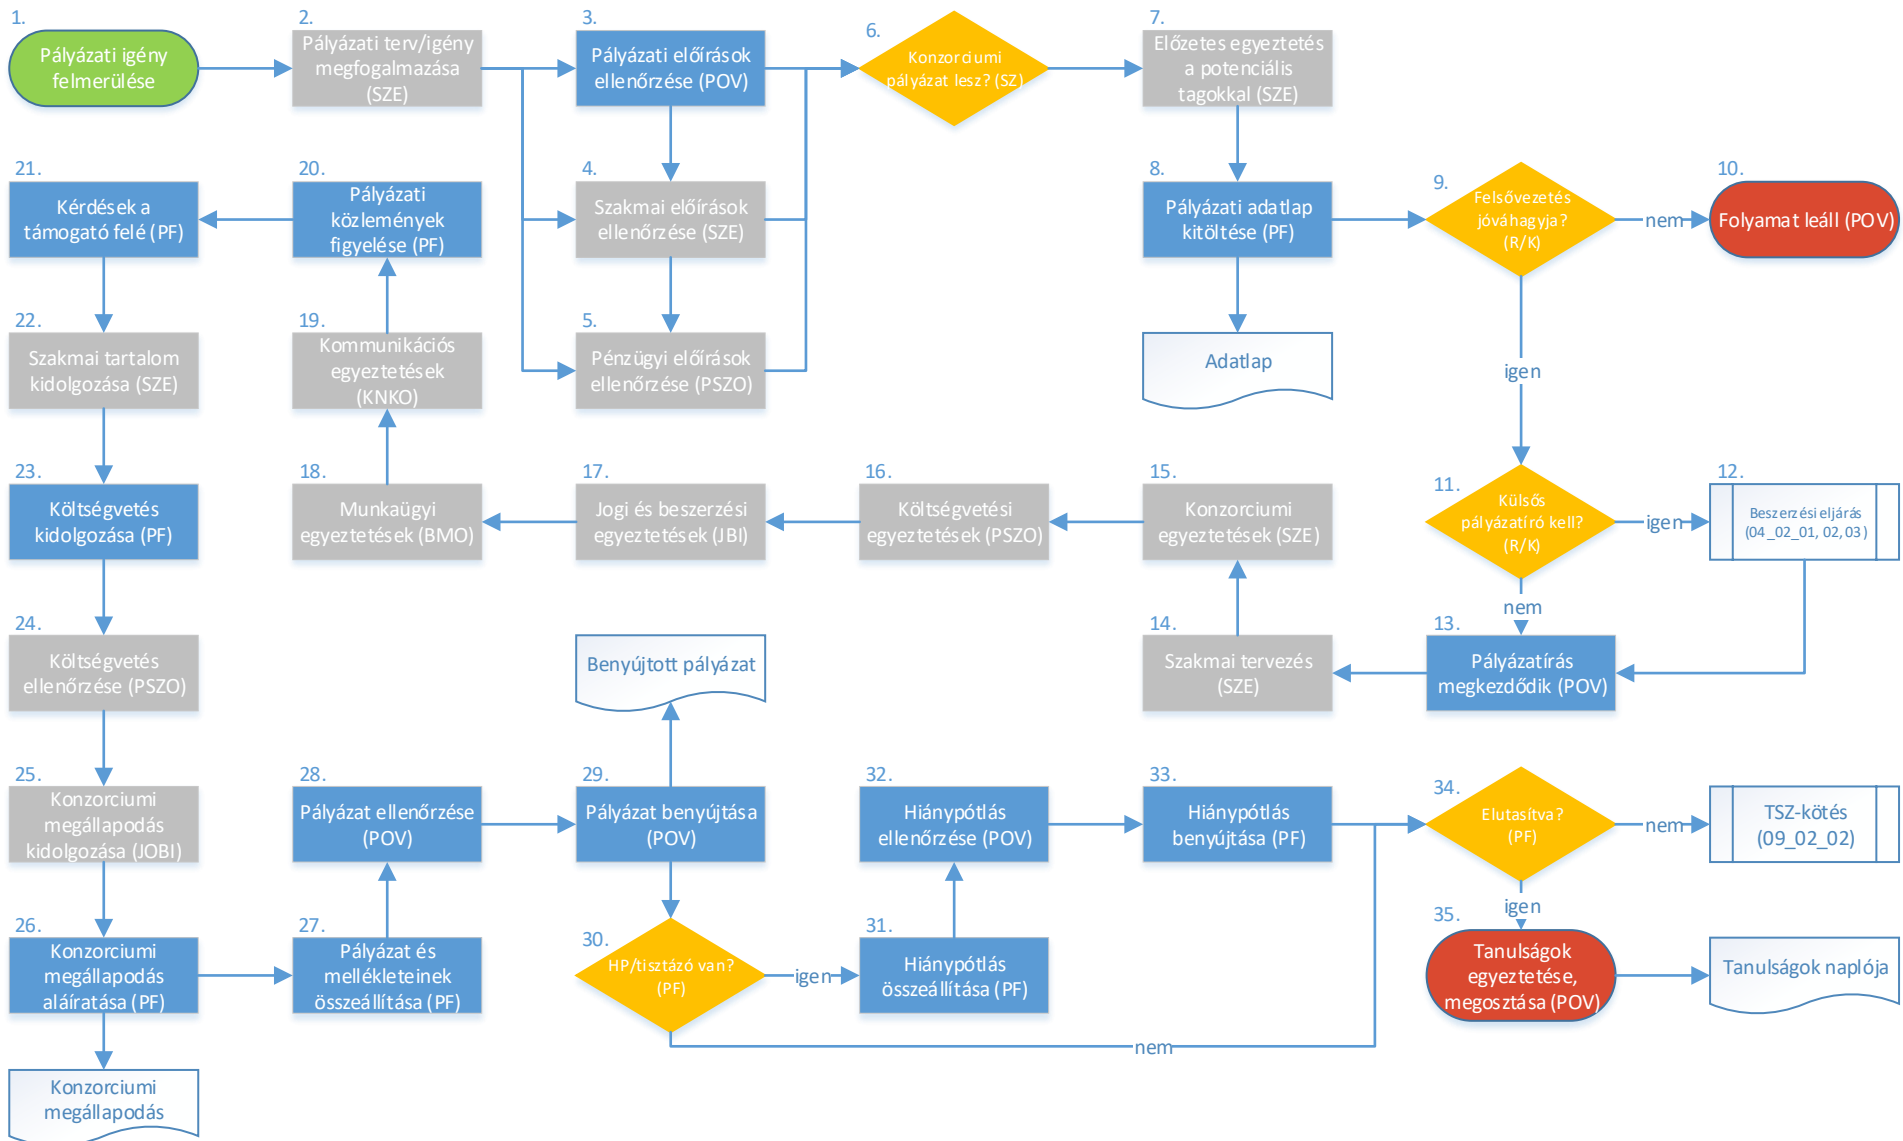 1.
Pályázati igény
felmerülése
2.
Pályázati terv/igény
megfogalmazása
(SZE)
3.
Pályázati előírások
ellenőrzése (POV)
4.
Szakmai előírások
ellenőrzése (SZE)
5.
Pénzügyi előírások
ellenőrzése (PSZO)
6.
Konzorciumi
pályázat lesz? (SZ)
7.
Előzetes egyeztetés
a potenciális
tagokkal (SZE)
8.
Pályázati adatlap
kitöltése (PF)
Adatlap
9.
Felsővezetés
jóváhagyja?
(R/K)
nem
10.
Folyamat leáll (POV)
igen
11.
Külsős
pályázatíró kell?
(R/K)
igen
12.
Beszerzési eljárás
(04_02_01, 02, 03)
nem
13.
Pályázatírás
megkezdődik (POV)
14.
Szakmai tervezés
(SZE)
15.
Konzorciumi
egyeztetések (SZE)
16.
Költségvetési
egyeztetések (PSZO)
17.
Jogi és beszerzési
egyeztetések (JBI)
18.
Munkaügyi
egyeztetések (BMO)
19.
Kommunikációs
egyeztetések
(KNKO)
20.
Pályázati
közlemények
figyelése (PF)
21.
Kérdések a
támogató felé (PF)
22.
Szakmai tartalom
kidolgozása (SZE)
23.
Költségvetés
kidolgozása (PF)
24.
Költségvetés
ellenőrzése (PSZO)
25.
Konzorciumi
megállapodás
kidolgozása (JOBI)
26.
Konzorciumi
megállapodás
aláíratása (PF)
Konzorciumi
megállapodás
27.
Pályázat és
mellékleteinek
összeállítása (PF)
28.
Pályázat ellenőrzése
(POV)
29.
Pályázat benyújtása
(POV)
Benyújtott pályázat
30.
HP/tisztázó van?
(PF)
igen
nem
31.
Hiánypótlás
összeállítása (PF)
32.
Hiánypótlás
ellenőrzése (POV)
33.
Hiánypótlás
benyújtása (PF)
34.
Elutasítva?
(PF)
nem
TSZ-kötés
(09_02_02)
igen
35.
Tanulságok
egyeztetése,
megosztása (POV)
Tanulságok naplója